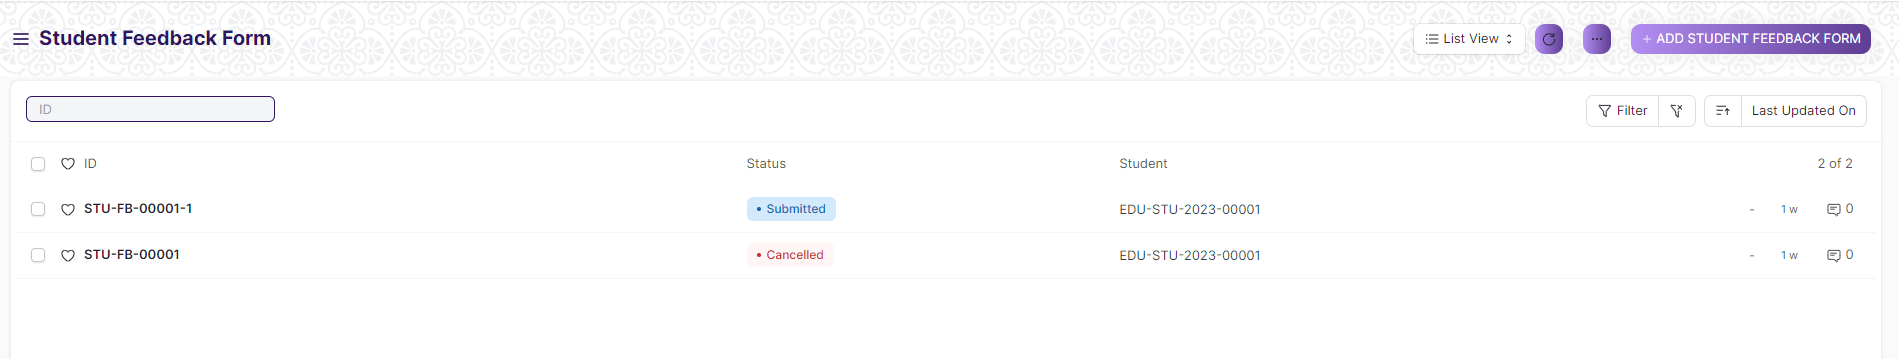 Student Feedback Form
List View
+ ADD STUDENT FEEDBACK FORM
ID
Filter
Last Updated On
ID Status Student 2 of 2
STU-FB-00001-1 • Submitted EDU-STU-2023-00001 - 1 w 0
STU-FB-00001 • Cancelled EDU-STU-2023-00001 - 1 w 0